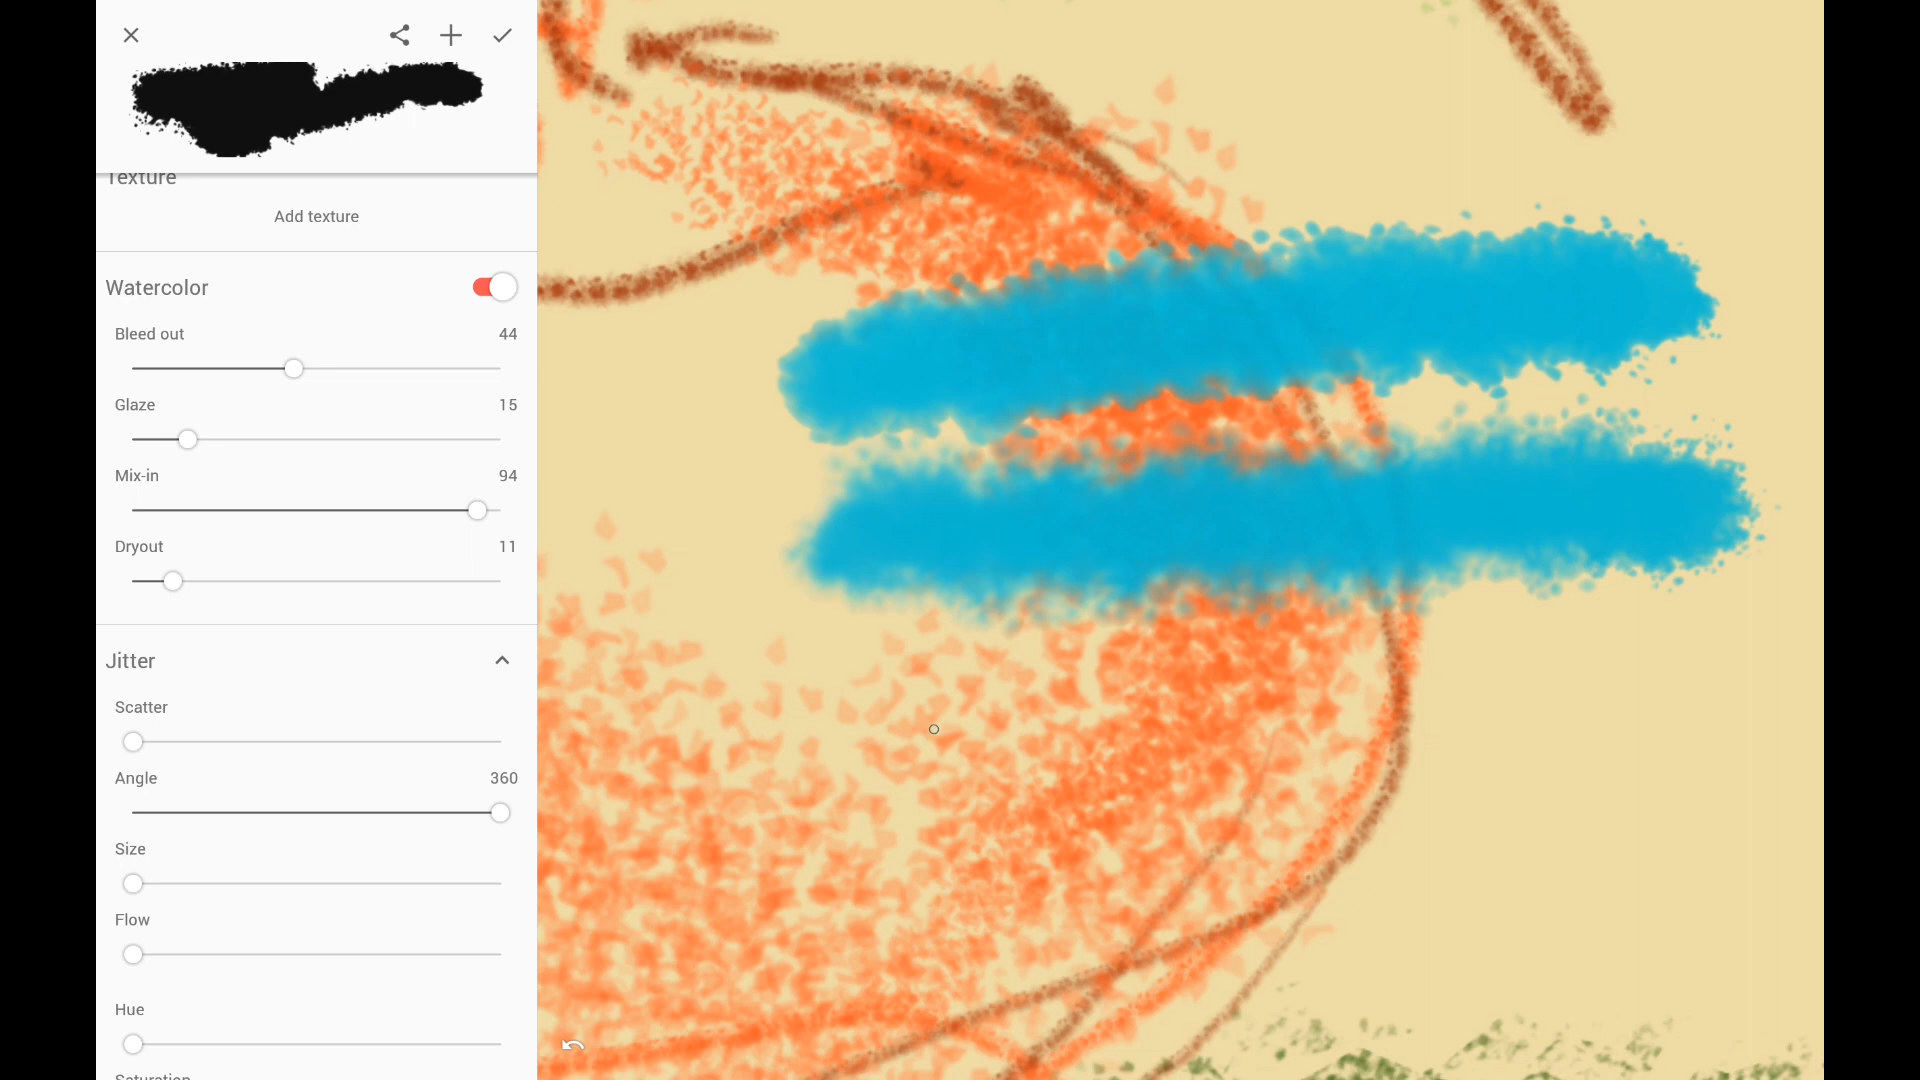 Texture
Add texture
Watercolor
Bleed out 44
Glaze 15
Mix-in 94
Dryout 11
Jitter
Scatter
Angle 360
Size
Flow
Hue
Saturation